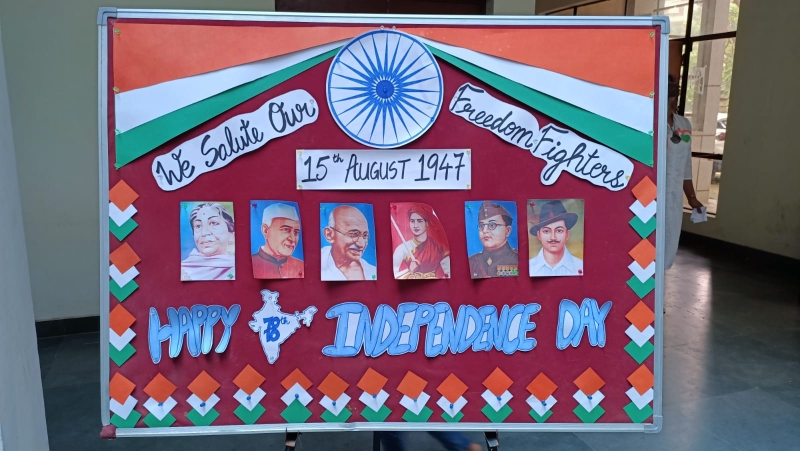 We Salute Our
Freedom Fighters
15th AUGUST 1947
HAPPY 78th INDEPENDENCE DAY